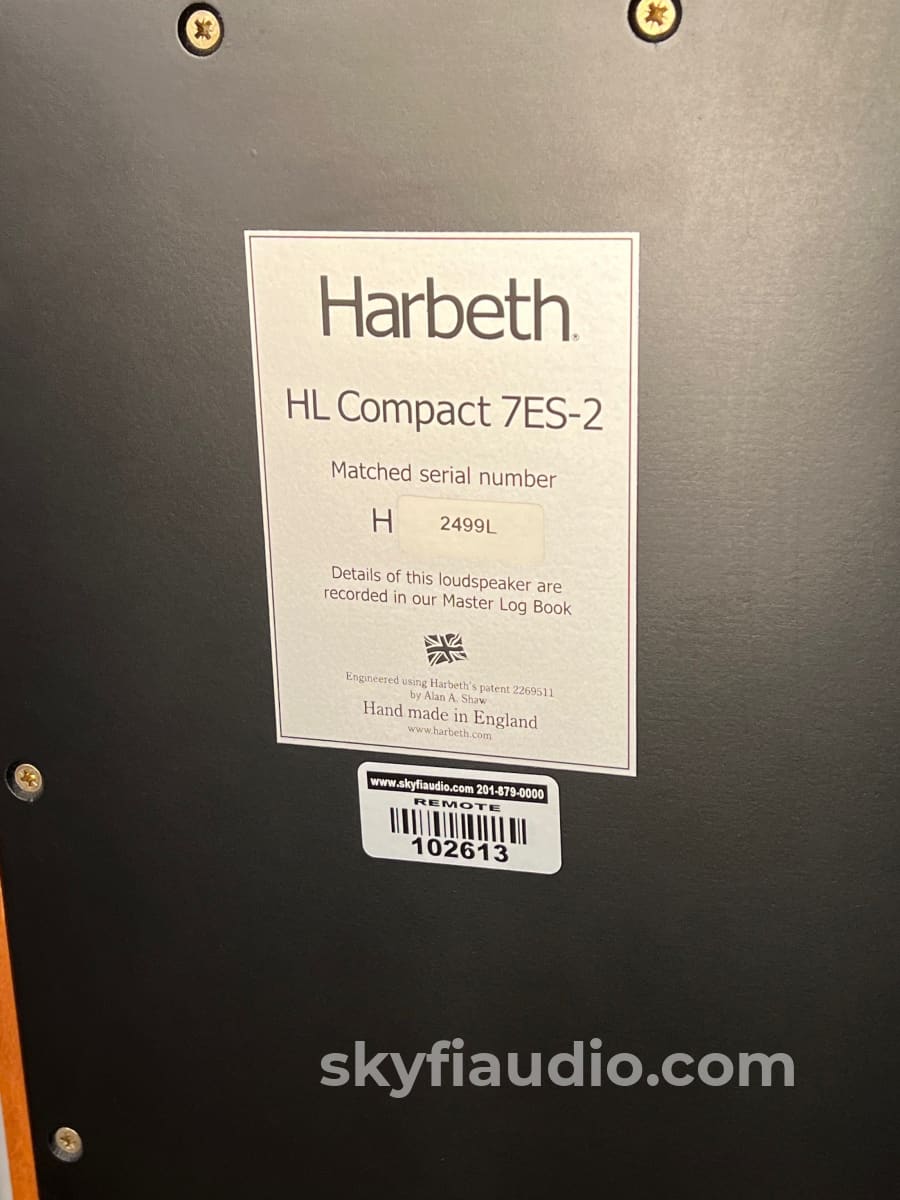 Harbeth®
HL Compact 7ES-2
Matched serial number
H 2499L
Details of this loudspeaker are
recorded in our Master Log Book
Engineered using Harbeth's patent 2269511
by Alan A. Shaw
Hand made in England
www.harbeth.com
www.skyfiaudio.com 201-879-0000
REMOTE
102613
skyfiaudio.com